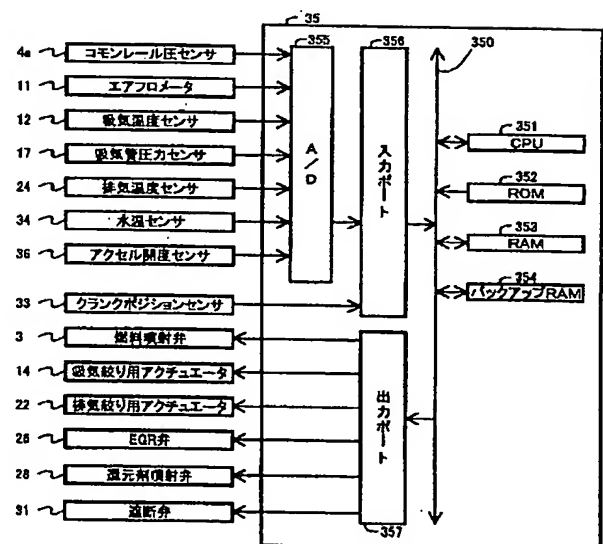 35
355
356
350
4a コモンレール圧センサ
11 エアフロメータ
12 吸気温度センサ
17 吸気管圧力センサ
24 排気温度センサ
34 水温センサ
36 アクセル開度センサ
33 クランクポジションセンサ
A/D
入力ポート
351
CPU
352
ROM
353
RAM
354
バックアップRAM
3 燃料噴射弁
14 吸気絞り用アクチュエータ
22 排気絞り用アクチュエータ
26 EGR弁
28 還元剤噴射弁
31 遮断弁
出力ポート
357